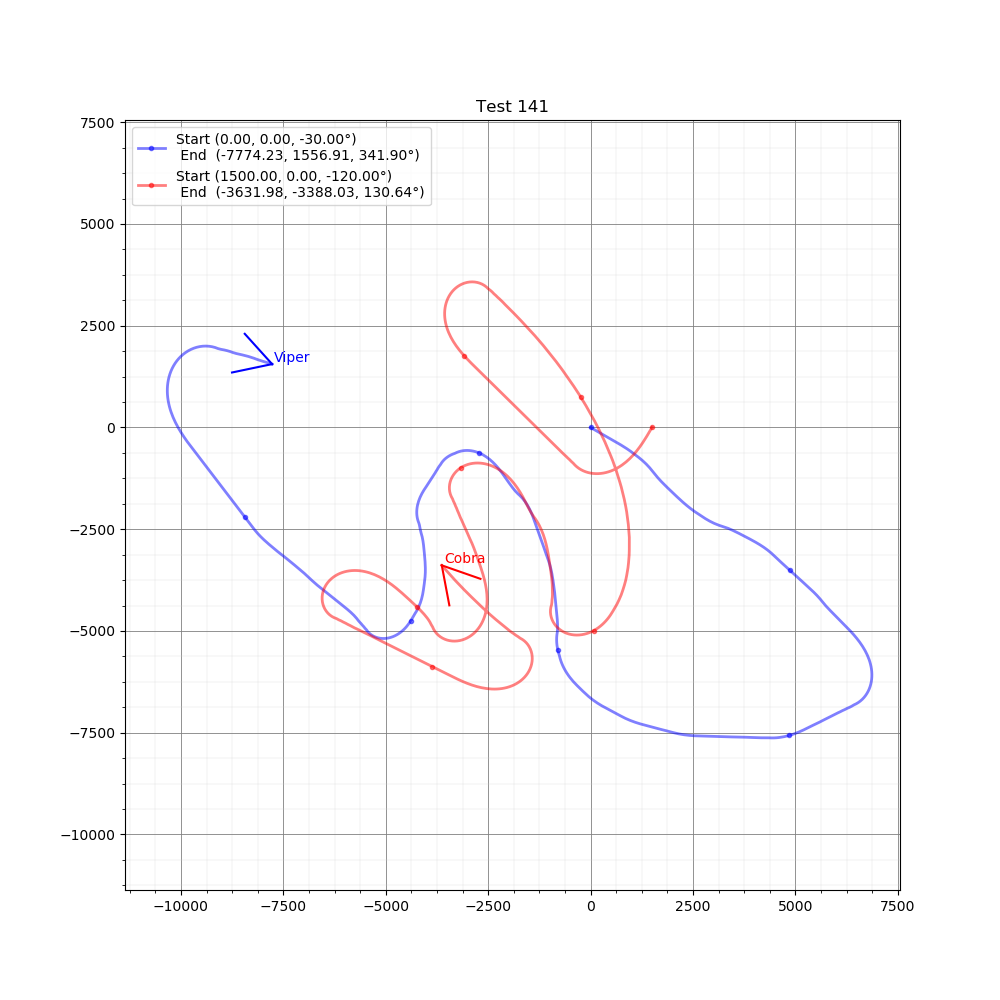 Test 141
Start (0.00, 0.00, -30.00°)
End  (-7774.23, 1556.91, 341.90°)
Start (1500.00, 0.00, -120.00°)
End  (-3631.98, -3388.03, 130.64°)
7500
5000
2500
0
−2500
−5000
−7500
−10000
Viper
Cobra
−10000
−7500
−5000
−2500
0
2500
5000
7500